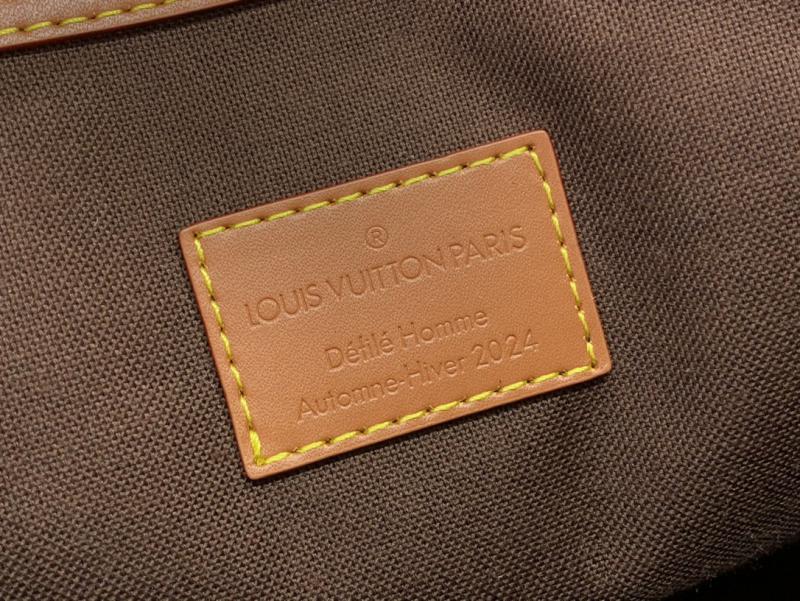 ®
LOUIS VUITTON PARIS
Défilé Homme
Automne-Hiver 2024